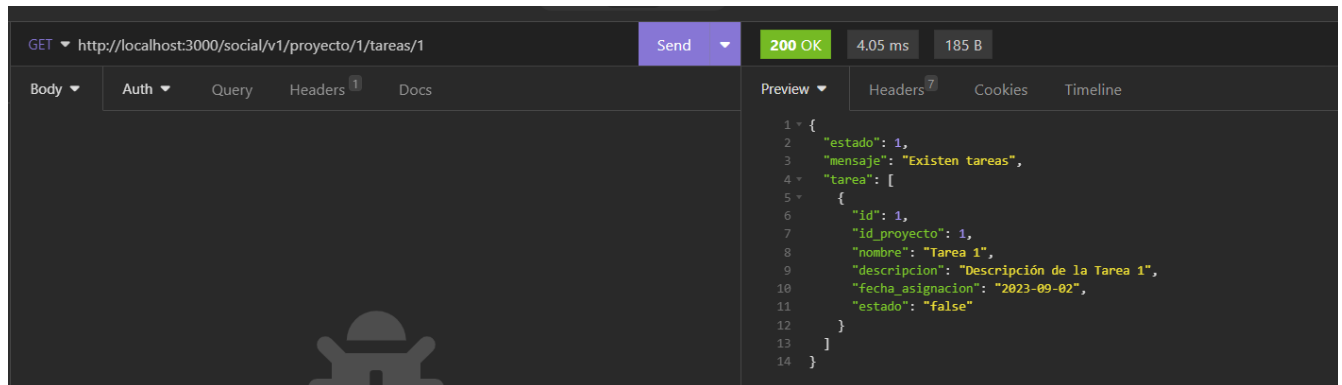 GET http://localhost:3000/social/v1/proyecto/1/tareas/1 Send
200 OK 4.05 ms 185 B
Body Auth Query Headers 1 Docs
Preview Headers 7 Cookies Timeline
1 {
2 "estado": 1,
3 "mensaje": "Existen tareas",
4 "tarea": [
5 {
6 "id": 1,
7 "id_proyecto": 1,
8 "nombre": "Tarea 1",
9 "descripcion": "Descripción de la Tarea 1",
10 "fecha_asignacion": "2023-09-02",
11 "estado": "false"
12 }
13 ]
14 }